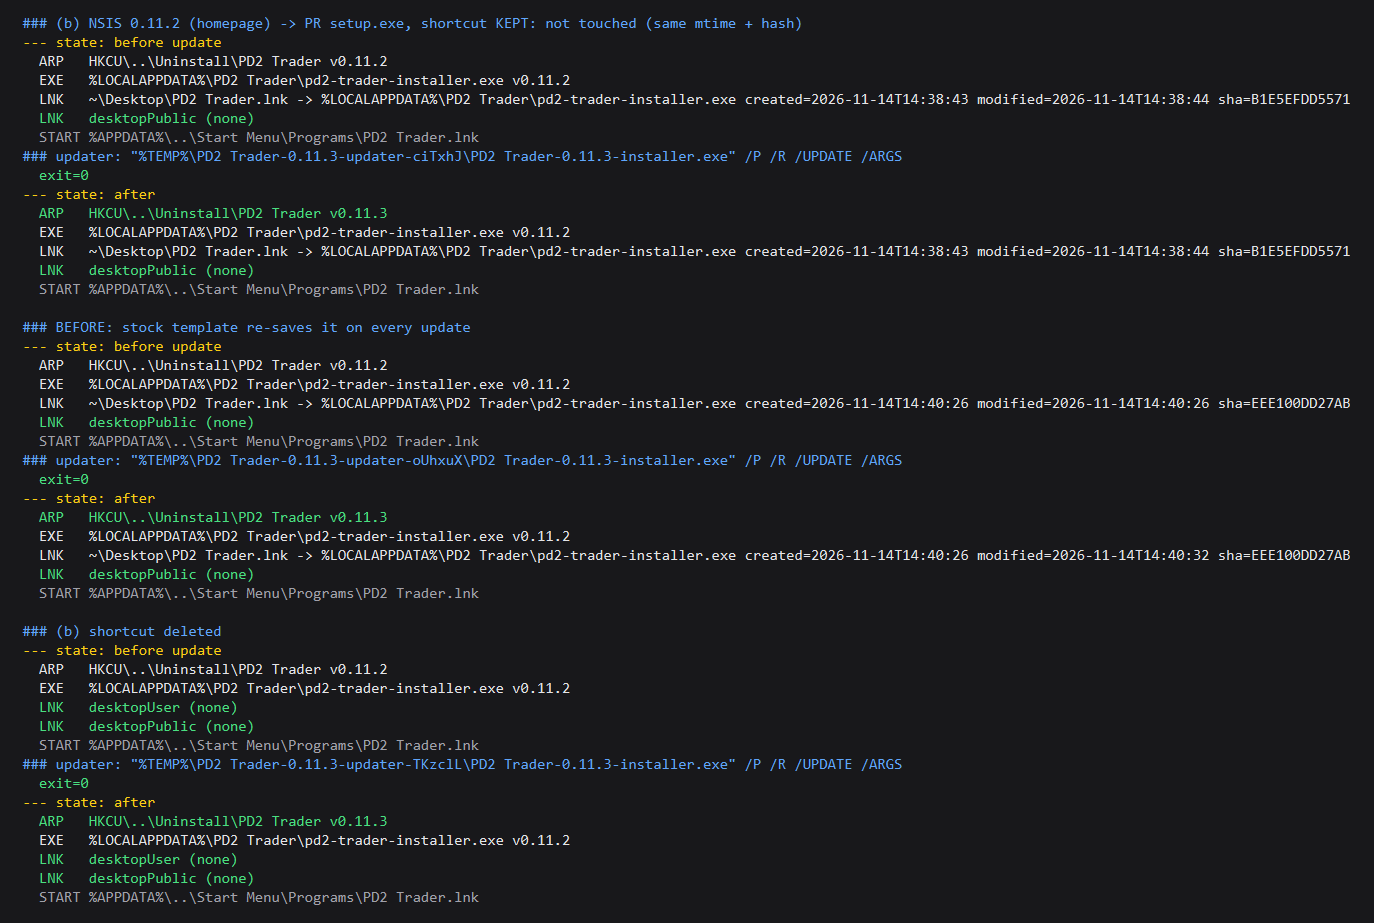 ### (b) NSIS 0.11.2 (homepage) -> PR setup.exe, shortcut KEPT: not touched (same mtime + hash)
--- state: before update
ARP HKCU\..\Uninstall\PD2 Trader v0.11.2
EXE %LOCALAPPDATA%\PD2 Trader\pd2-trader-installer.exe v0.11.2
LNK ~\Desktop\PD2 Trader.lnk -> %LOCALAPPDATA%\PD2 Trader\pd2-trader-installer.exe created=2026-11-14T14:38:43 modified=2026-11-14T14:38:44 sha=B1E5EFDD5571
LNK desktopPublic (none)
START %APPDATA%\..\Start Menu\Programs\PD2 Trader.lnk
### updater: "%TEMP%\PD2 Trader-0.11.3-updater-ciTxhJ\PD2 Trader-0.11.3-installer.exe" /P /R /UPDATE /ARGS
exit=0
--- state: after
ARP HKCU\..\Uninstall\PD2 Trader v0.11.3
EXE %LOCALAPPDATA%\PD2 Trader\pd2-trader-installer.exe v0.11.2
LNK ~\Desktop\PD2 Trader.lnk -> %LOCALAPPDATA%\PD2 Trader\pd2-trader-installer.exe created=2026-11-14T14:38:43 modified=2026-11-14T14:38:44 sha=B1E5EFDD5571
LNK desktopPublic (none)
START %APPDATA%\..\Start Menu\Programs\PD2 Trader.lnk
### BEFORE: stock template re-saves it on every update
--- state: before update
ARP HKCU\..\Uninstall\PD2 Trader v0.11.2
EXE %LOCALAPPDATA%\PD2 Trader\pd2-trader-installer.exe v0.11.2
LNK ~\Desktop\PD2 Trader.lnk -> %LOCALAPPDATA%\PD2 Trader\pd2-trader-installer.exe created=2026-11-14T14:40:26 modified=2026-11-14T14:40:26 sha=EEE100DD27AB
LNK desktopPublic (none)
START %APPDATA%\..\Start Menu\Programs\PD2 Trader.lnk
### updater: "%TEMP%\PD2 Trader-0.11.3-updater-oUhxuX\PD2 Trader-0.11.3-installer.exe" /P /R /UPDATE /ARGS
exit=0
--- state: after
ARP HKCU\..\Uninstall\PD2 Trader v0.11.3
EXE %LOCALAPPDATA%\PD2 Trader\pd2-trader-installer.exe v0.11.2
LNK ~\Desktop\PD2 Trader.lnk -> %LOCALAPPDATA%\PD2 Trader\pd2-trader-installer.exe created=2026-11-14T14:40:26 modified=2026-11-14T14:40:32 sha=EEE100DD27AB
LNK desktopPublic (none)
START %APPDATA%\..\Start Menu\Programs\PD2 Trader.lnk
### (b) shortcut deleted
--- state: before update
ARP HKCU\..\Uninstall\PD2 Trader v0.11.2
EXE %LOCALAPPDATA%\PD2 Trader\pd2-trader-installer.exe v0.11.2
LNK desktopUser (none)
LNK desktopPublic (none)
START %APPDATA%\..\Start Menu\Programs\PD2 Trader.lnk
### updater: "%TEMP%\PD2 Trader-0.11.3-updater-TKzclL\PD2 Trader-0.11.3-installer.exe" /P /R /UPDATE /ARGS
exit=0
--- state: after
ARP HKCU\..\Uninstall\PD2 Trader v0.11.3
EXE %LOCALAPPDATA%\PD2 Trader\pd2-trader-installer.exe v0.11.2
LNK desktopUser (none)
LNK desktopPublic (none)
START %APPDATA%\..\Start Menu\Programs\PD2 Trader.lnk